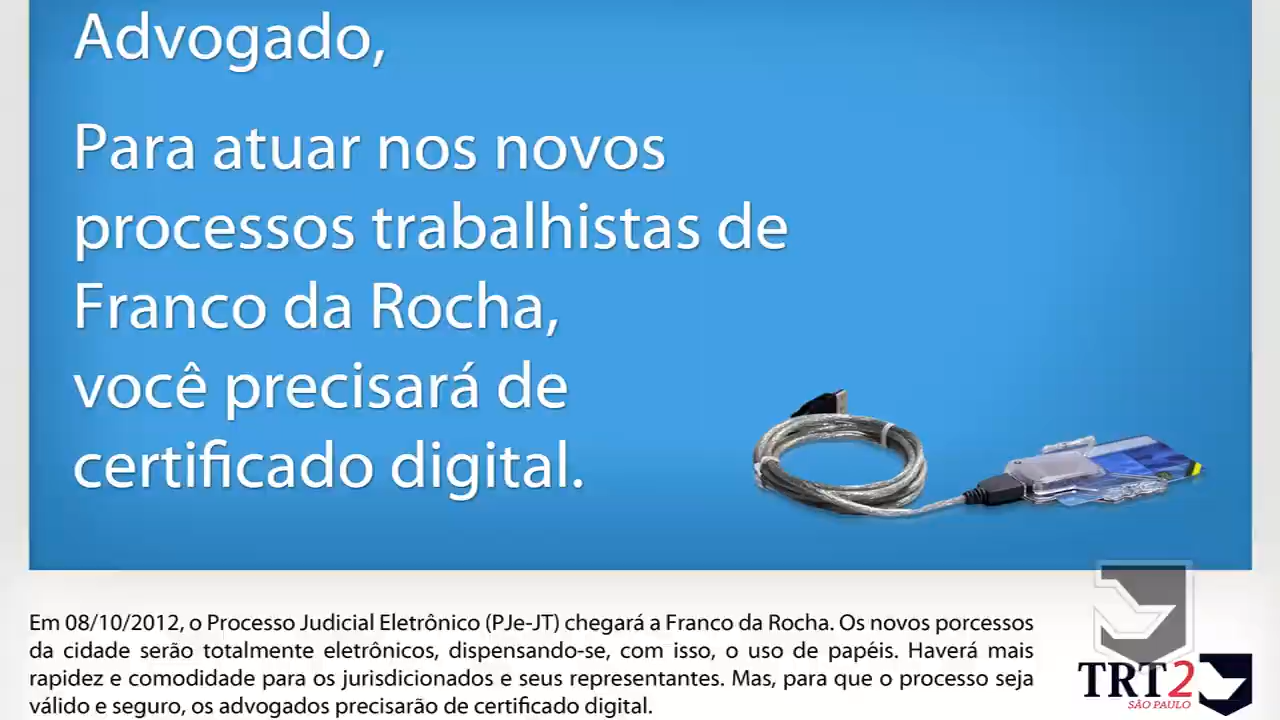 Advogado,
Para atuar nos novos
processos trabalhistas de
Franco da Rocha,
você precisará de
certificado digital.
Em 08/10/2012, o Processo Judicial Eletrônico (PJe-JT) chegará a Franco da Rocha. Os novos porcessos
da cidade serão totalmente eletrônicos, dispensando-se, com isso, o uso de papéis. Haverá mais
rapidez e comodidade para os jurisdicionados e seus representantes. Mas, para que o processo seja
válido e seguro, os advogados precisarão de certificado digital.
TRT2
SÃO PAULO